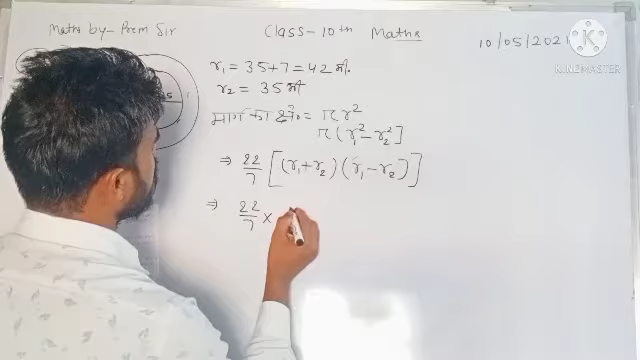 Maths by- Prem Sir
Class- 10th Maths
10/05/2021
KINEMASTER
r₁ = 35+7 = 42 मी.
r₂ = 35 मी
मार्ग का क्षे० = πr²
π(r₁²-r₂²]
⇒ 22/7 [(r₁+r₂)(r₁-r₂)]
⇒ 22/7 ×